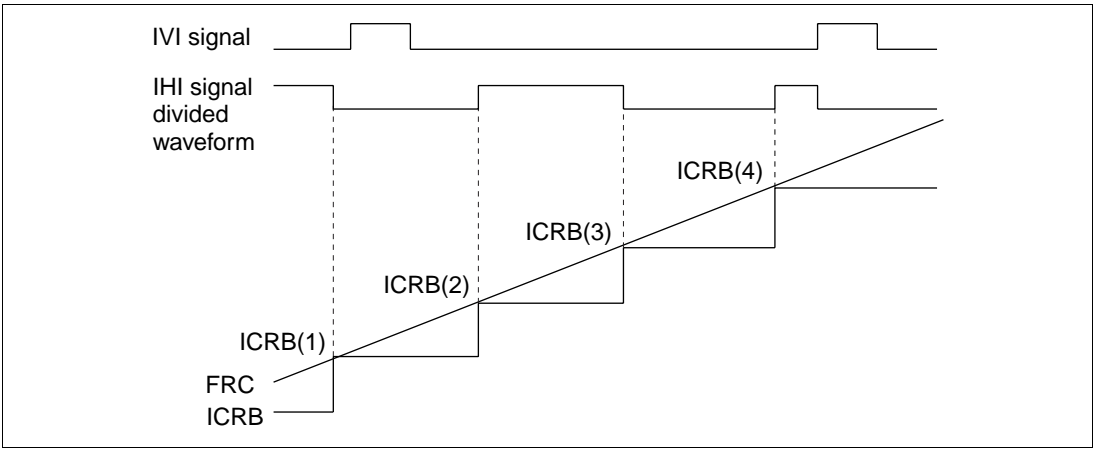 IVI signal
IHI signal
divided
waveform
ICRB(4)
ICRB(3)
ICRB(2)
ICRB(1)
FRC
ICRB